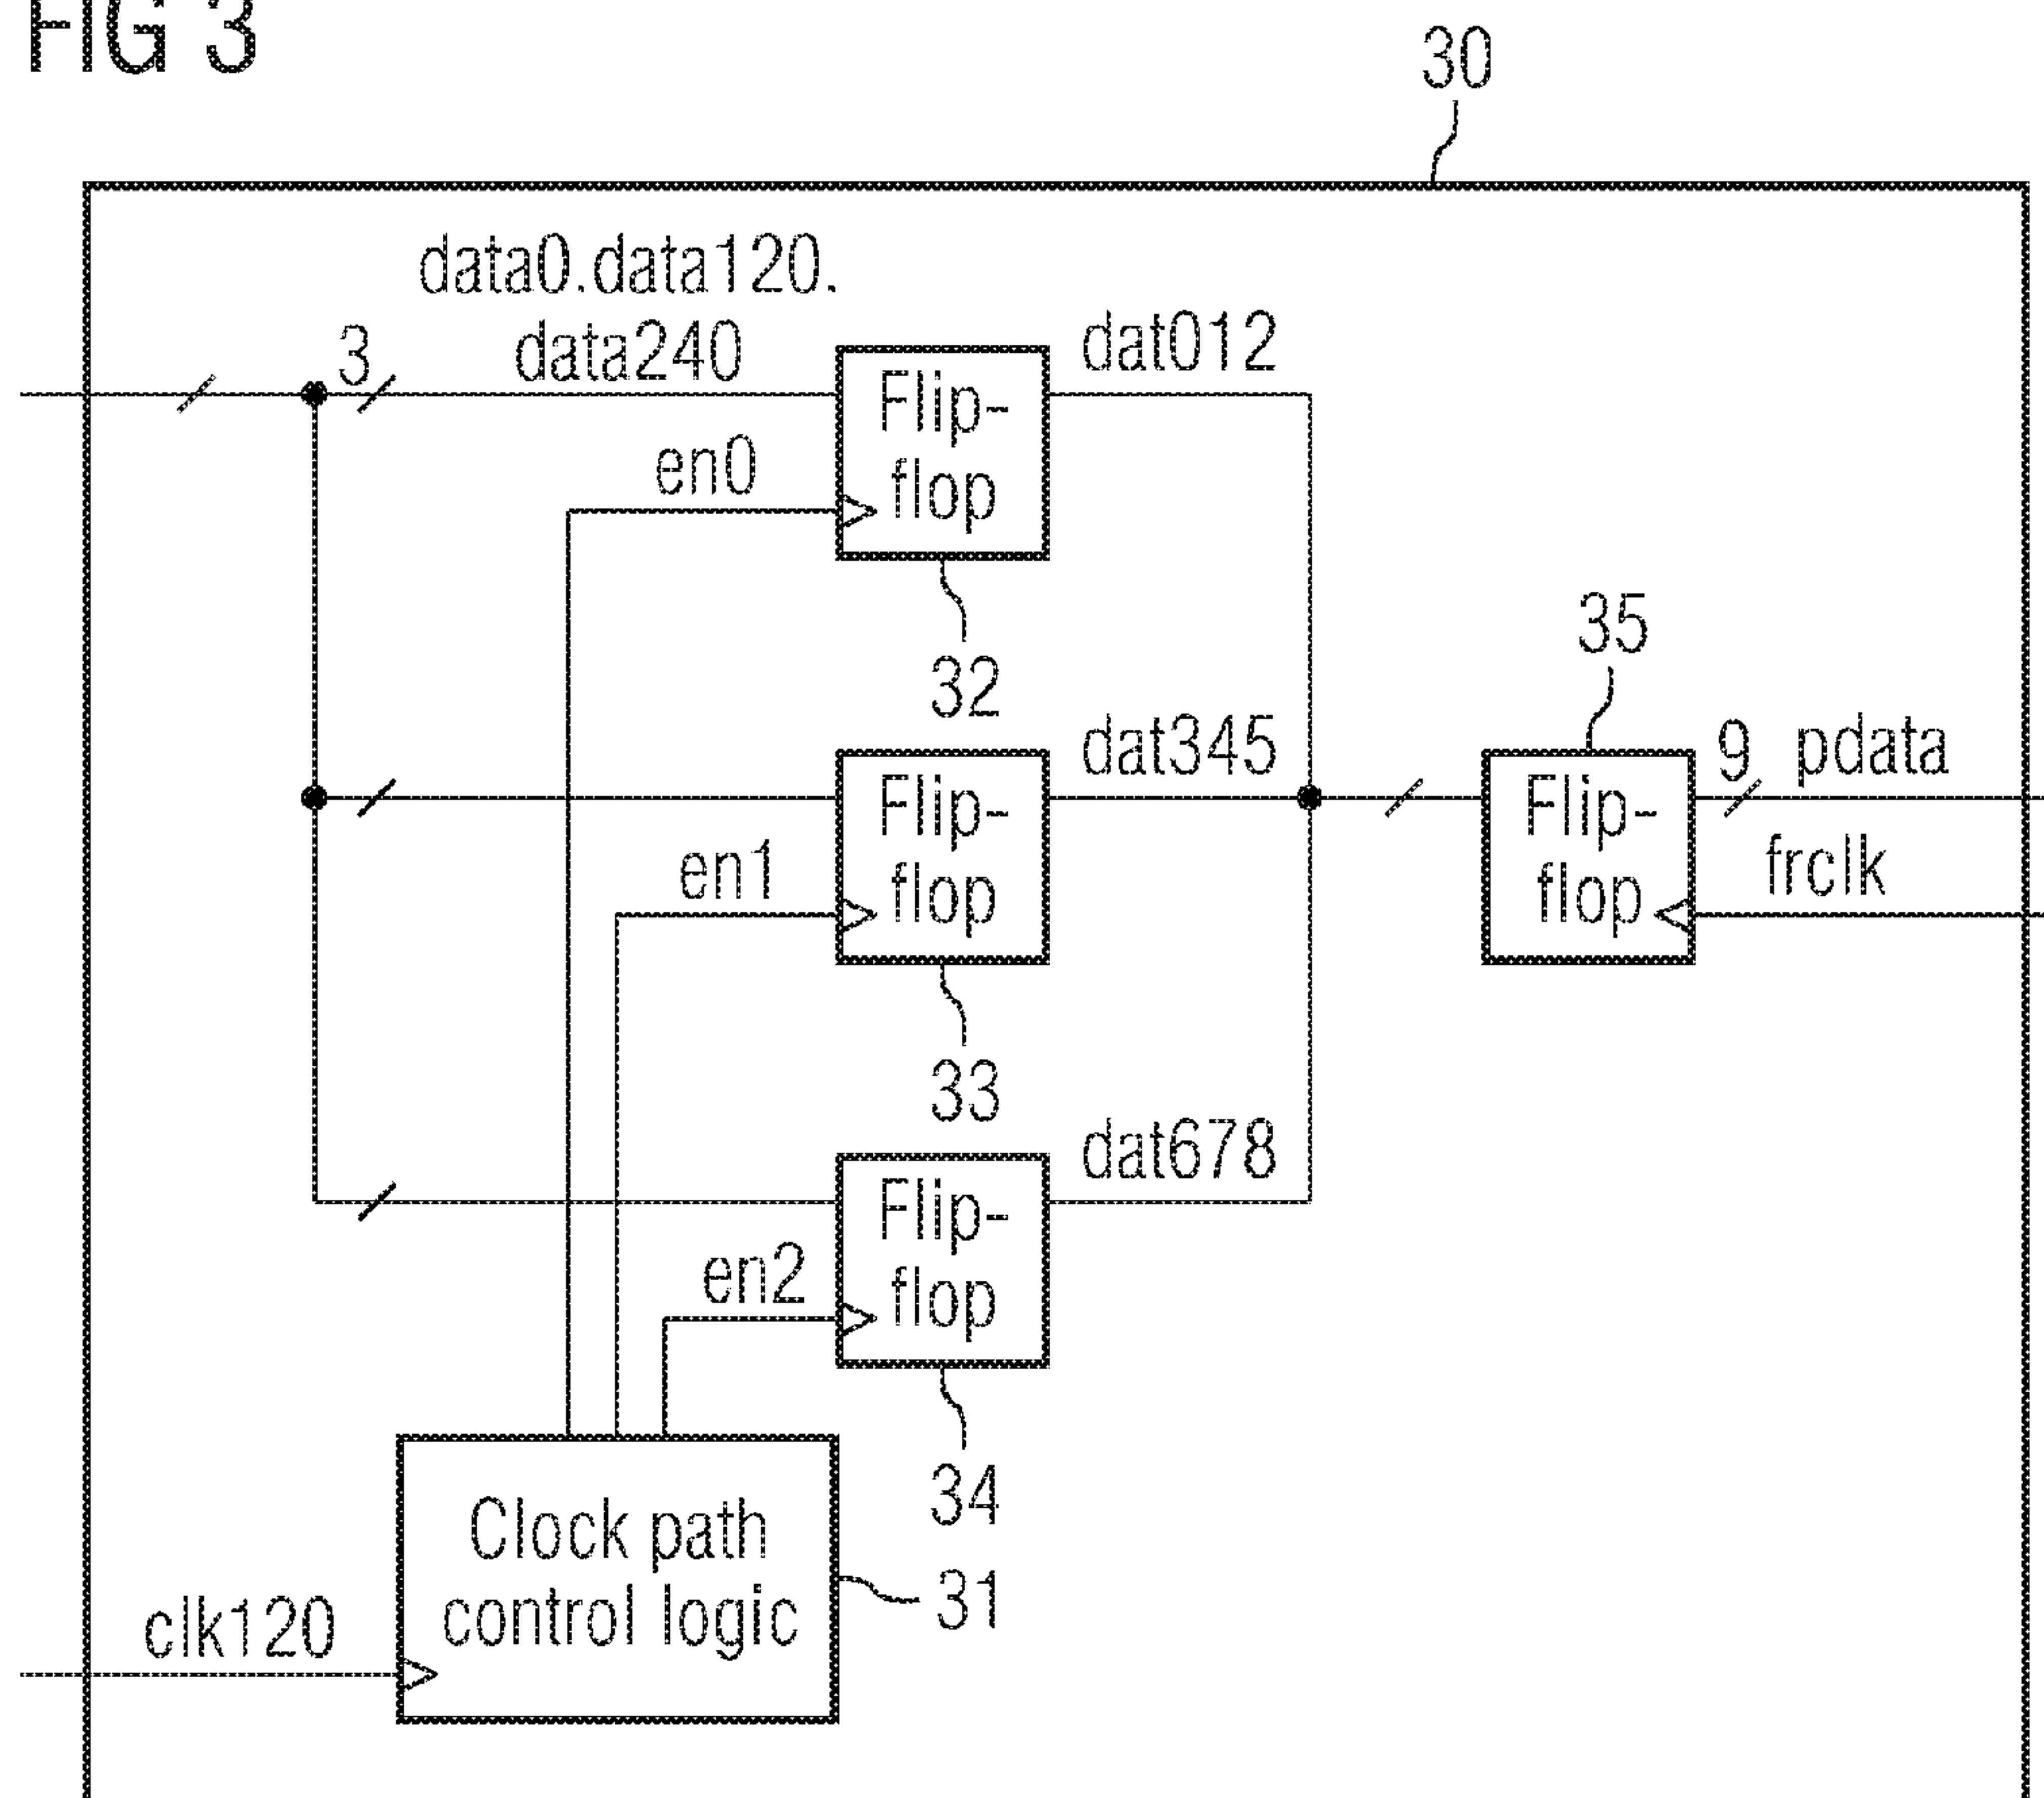 FIG 3
30
data0.data120.
3
data240
dat012
Flip-
flop
en0
32
35
dat345
Flip-
flop
en1
33
9
pdata
Flip-
flop
frclk
dat678
Flip-
flop
en2
34
Clock path
control logic
31
clk120